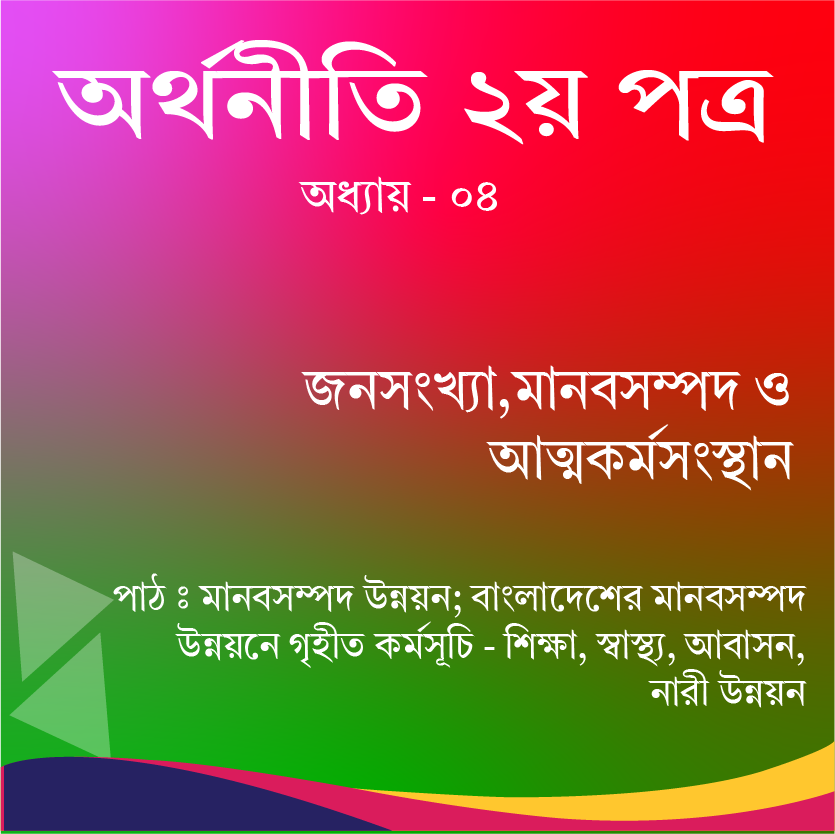 অর্থনীতি ২য় পত্র
অধ্যায় - ০৪
জনসংখ্যা,মানবসম্পদ ও
আত্মকর্মসংস্থান
পাঠ ঃ মানবসম্পদ উন্নয়ন; বাংলাদেশের মানবসম্পদ
উন্নয়নে গৃহীত কর্মসূচি - শিক্ষা, স্বাস্থ্য, আবাসন,
নারী উন্নয়ন